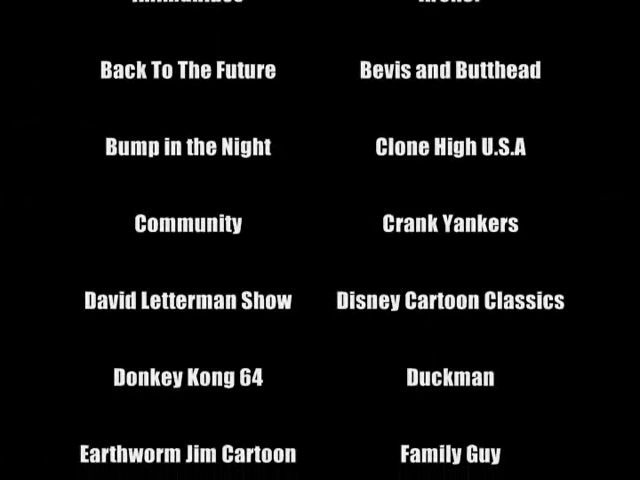 Back To The Future Bevis and Butthead
Bump in the Night Clone High U.S.A
Community Crank Yankers
David Letterman Show Disney Cartoon Classics
Donkey Kong 64 Duckman
Earthworm Jim Cartoon Family Guy